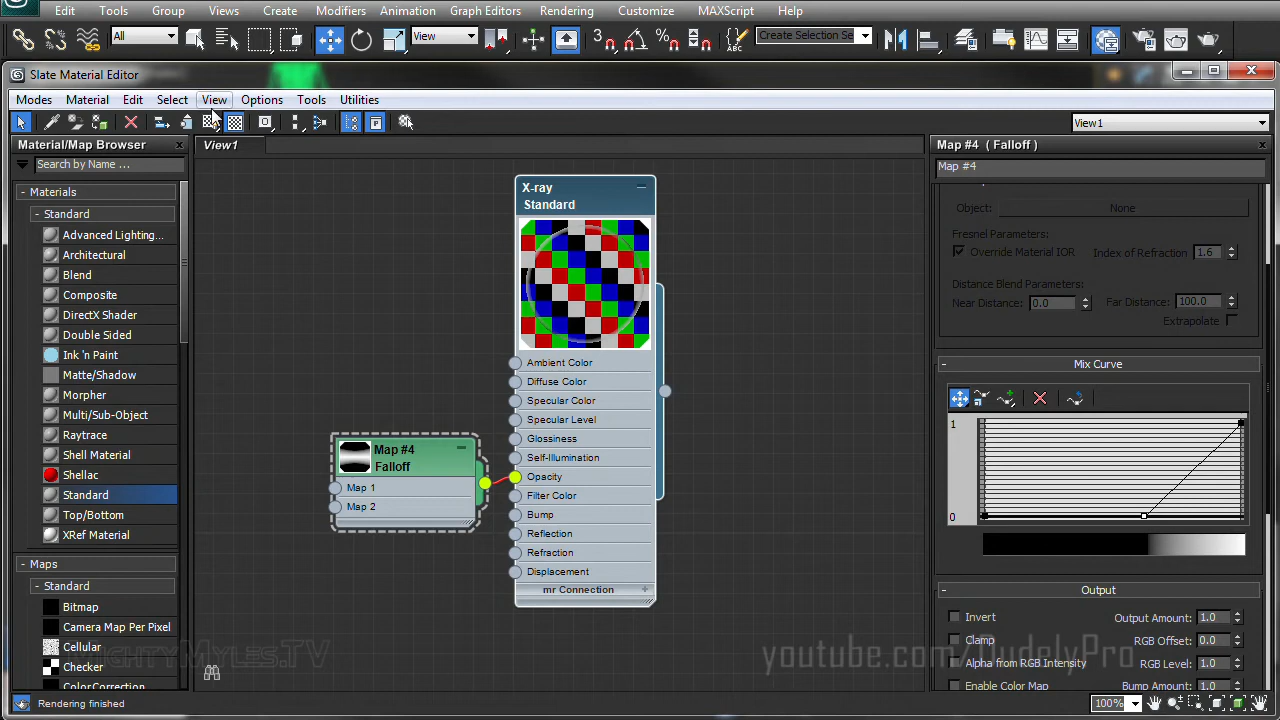 Edit Tools Group Views Create Modifiers Animation Graph Editors Rendering Customize MAXScript Help
All View 3 Create Selection Se
Slate Material Editor
Modes Material Edit Select View Options Tools Utilities
View1
Material/Map Browser
Search by Name ...
- Materials
- Standard
Advanced Lighting...
Architectural
Blend
Composite
DirectX Shader
Double Sided
Ink 'n Paint
Matte/Shadow
Morpher
Multi/Sub-Object
Raytrace
Shell Material
Shellac
Standard
Top/Bottom
XRef Material
- Maps
- Standard
Bitmap
Camera Map Per Pixel
Cellular
Checker
ColorCorrection
View1
X-ray
Standard
Ambient Color
Diffuse Color
Specular Color
Specular Level
Glossiness
Self-Illumination
Opacity
Filter Color
Bump
Reflection
Refraction
Displacement
mr Connection +
Map #4
Falloff
Map 1
Map 2
Map #4 ( Falloff )
Map #4
Object: None
Fresnel Parameters:
Override Material IOR Index of Refraction 1.6
Distance Blend Parameters:
Near Distance: 0.0 Far Distance: 100.0
Extrapolate
- Mix Curve
1
0
- Output
Invert Output Amount: 1.0
Clamp RGB Offset: 0.0
Alpha from RGB Intensity RGB Level: 1.0
Enable Color Map Bump Amount: 1.0
MightyMyles.TV
youtube.com/DudelyPro
Rendering finished
100%